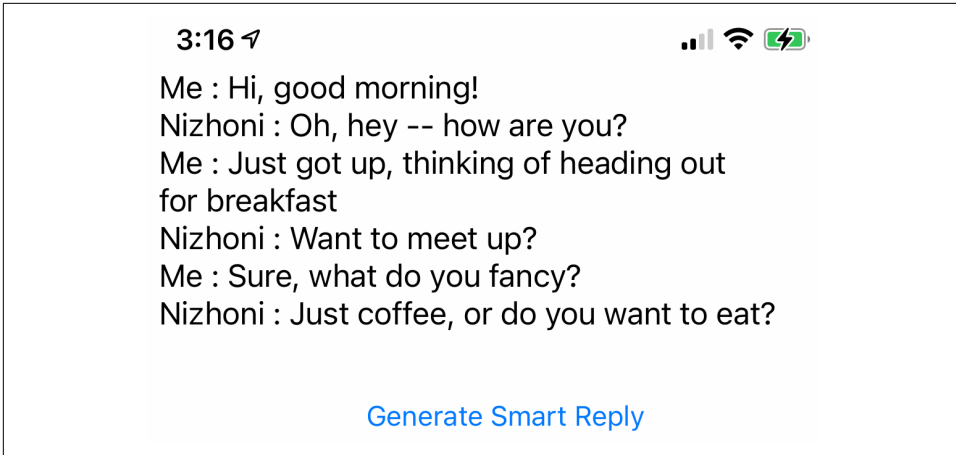 3:16
Me : Hi, good morning!
Nizhoni : Oh, hey -- how are you?
Me : Just got up, thinking of heading out
for breakfast
Nizhoni : Want to meet up?
Me : Sure, what do you fancy?
Nizhoni : Just coffee, or do you want to eat?
Generate Smart Reply